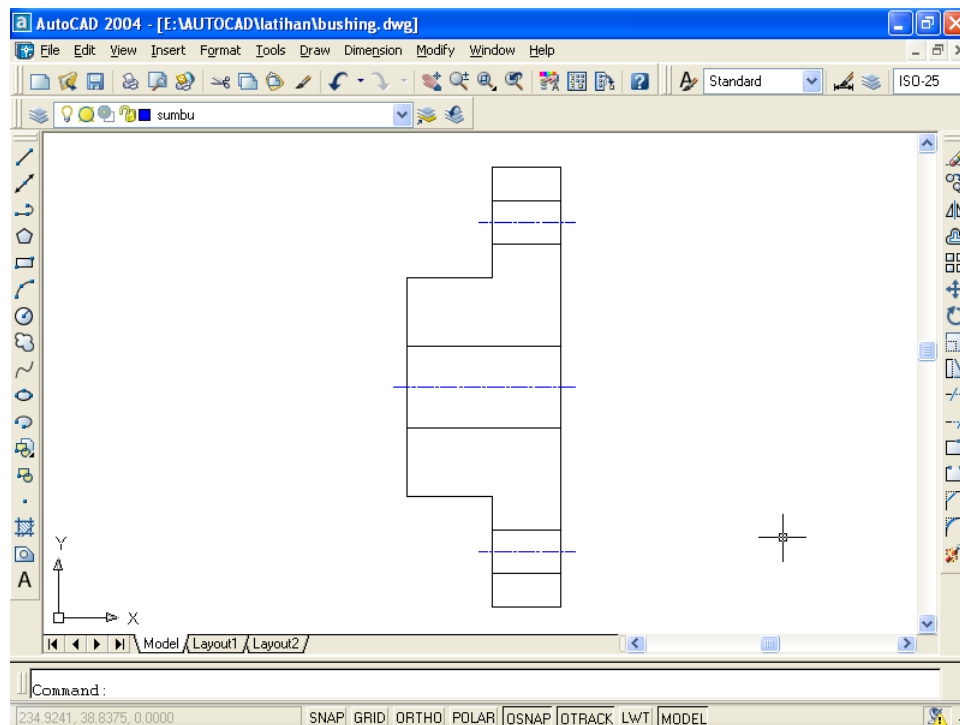 AutoCAD 2004 - [E:\AUTOCAD\latihan\bushing.dwg]
File Edit View Insert Format Tools Draw Dimension Modify Window Help
Standard ISO-25
sumbu
Y
X
A
Model Layout1 Layout2
Command:
234.9241, 38.8375, 0.0000 SNAP GRID ORTHO POLAR OSNAP OTRACK LWT MODEL